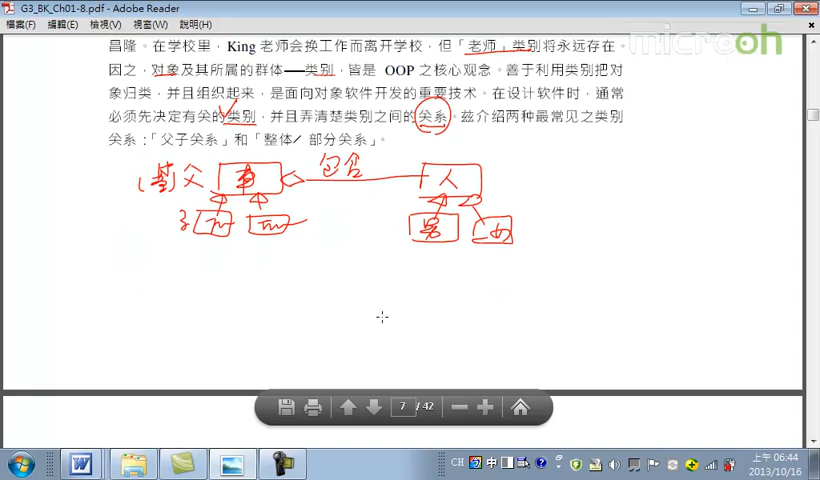 G3_BK_Ch01-8.pdf - Adobe Reader
檔案(F) 編輯(E) 檢視(V) 視窗(W) 說明(H)
microoh
昌隆。在学校里，King 老师会换工作而离开学校，但「老师」类别将永远存在。
因之，对象及其所属的群体──类别，皆是 OOP 之核心观念。善于利用类别把对
象归类，并且组织起来，是面向对象软件开发的重要技术。在设计软件时，通常
必须先决定有关的类别，并且弄清楚类别之间的关系。兹介绍两种最常见之类别
关系：「父子关系」和「整体／部分关系」。
(基)父 包含 人
子 男 女
7 / 42
CH 中
上午 06:44
2013/10/16